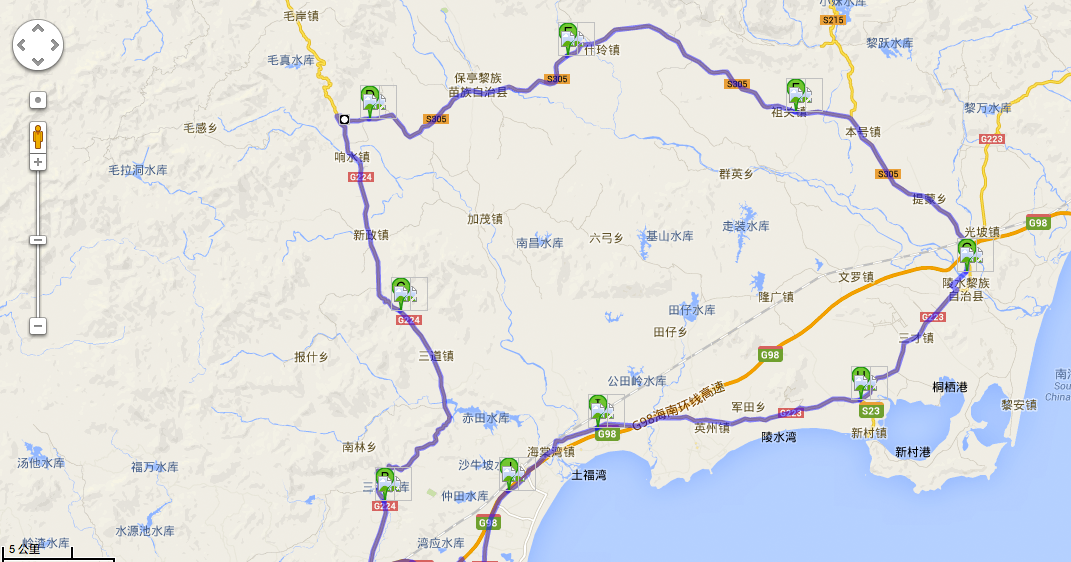 毛岸镇
小妹水库
S215
毛真水库
黎跃水库
E
什玲镇
S305
保亭黎族
苗族自治县
S305
D
F
祖关镇
黎万水库
S305
毛感乡
本号镇
G223
响水镇
毛拉洞水库
G224
群英乡
S305
提蒙乡
加茂镇
新政镇
南昌水库
六弓乡
基山水库
走装水库
光坡镇
G98
G
文罗镇
陵水黎族
自治县
C
隆广镇
田仔水库
G224
G223
田仔乡
三才镇
报什乡
三道镇
G98
公田岭水库
H
桐栖港
南海
South
China
G98海南环线高速
I
军田乡
G223
S23
黎安镇
赤田水库
G98
英州镇
陵水湾
新村镇
南林乡
海棠湾镇
新村港
汤他水库
福万水库
沙牛坡水库
J
土福湾
B
三
水库
仲田水库
G224
G98
水源池水库
岭渣水库
湾应水库
5 公里